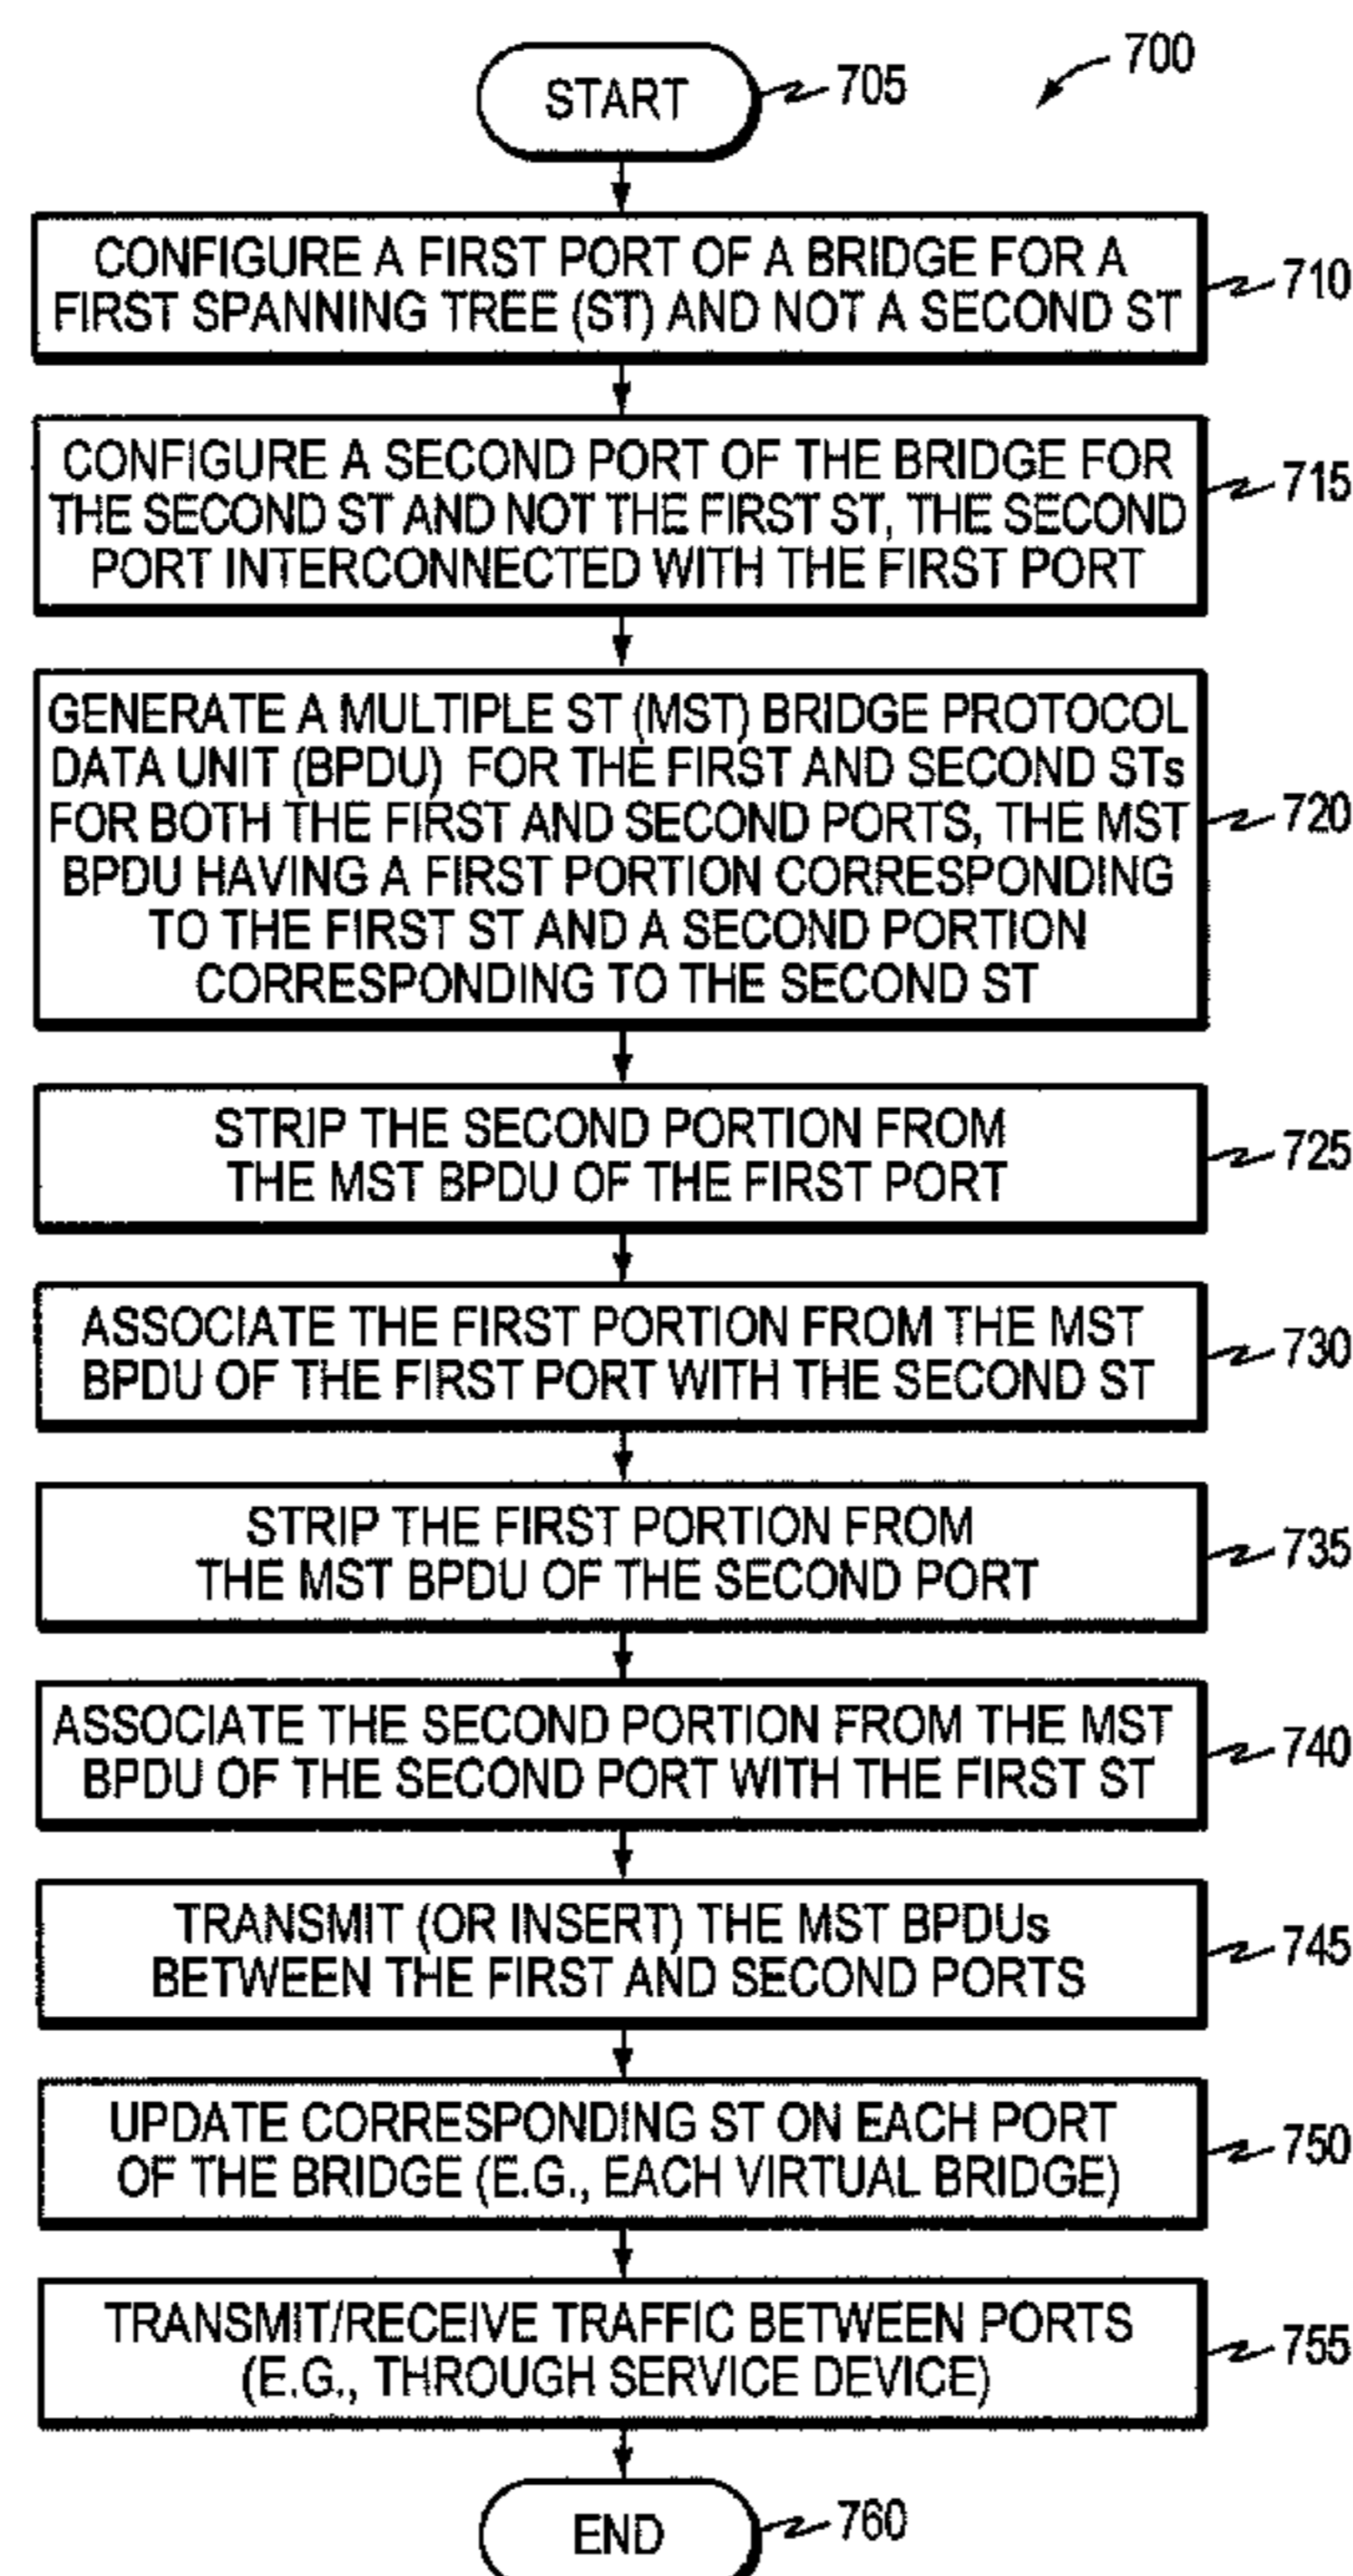 700
START
705
CONFIGURE A FIRST PORT OF A BRIDGE FOR A
FIRST SPANNING TREE (ST) AND NOT A SECOND ST
710
CONFIGURE A SECOND PORT OF THE BRIDGE FOR
THE SECOND ST AND NOT THE FIRST ST, THE SECOND
PORT INTERCONNECTED WITH THE FIRST PORT
715
GENERATE A MULTIPLE ST (MST) BRIDGE PROTOCOL
DATA UNIT (BPDU) FOR THE FIRST AND SECOND STs
FOR BOTH THE FIRST AND SECOND PORTS, THE MST
BPDU HAVING A FIRST PORTION CORRESPONDING
TO THE FIRST ST AND A SECOND PORTION
CORRESPONDING TO THE SECOND ST
720
STRIP THE SECOND PORTION FROM
THE MST BPDU OF THE FIRST PORT
725
ASSOCIATE THE FIRST PORTION FROM THE MST
BPDU OF THE FIRST PORT WITH THE SECOND ST
730
STRIP THE FIRST PORTION FROM
THE MST BPDU OF THE SECOND PORT
735
ASSOCIATE THE SECOND PORTION FROM THE MST
BPDU OF THE SECOND PORT WITH THE FIRST ST
740
TRANSMIT (OR INSERT) THE MST BPDUs
BETWEEN THE FIRST AND SECOND PORTS
745
UPDATE CORRESPONDING ST ON EACH PORT
OF THE BRIDGE (E.G., EACH VIRTUAL BRIDGE)
750
TRANSMIT/RECEIVE TRAFFIC BETWEEN PORTS
(E.G., THROUGH SERVICE DEVICE)
755
END
760